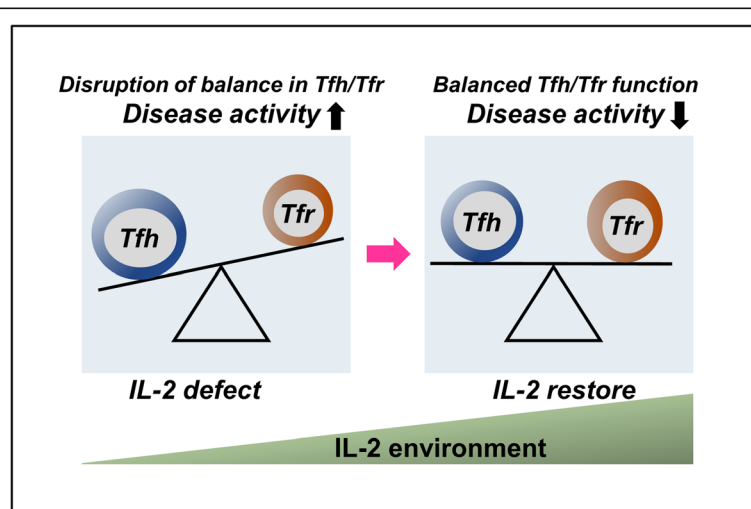 Disruption of balance in Tfh/Tfr
Disease activity
Tfh
Tfr
IL-2 defect
Balanced Tfh/Tfr function
Disease activity
Tfh
Tfr
IL-2 restore
IL-2 environment